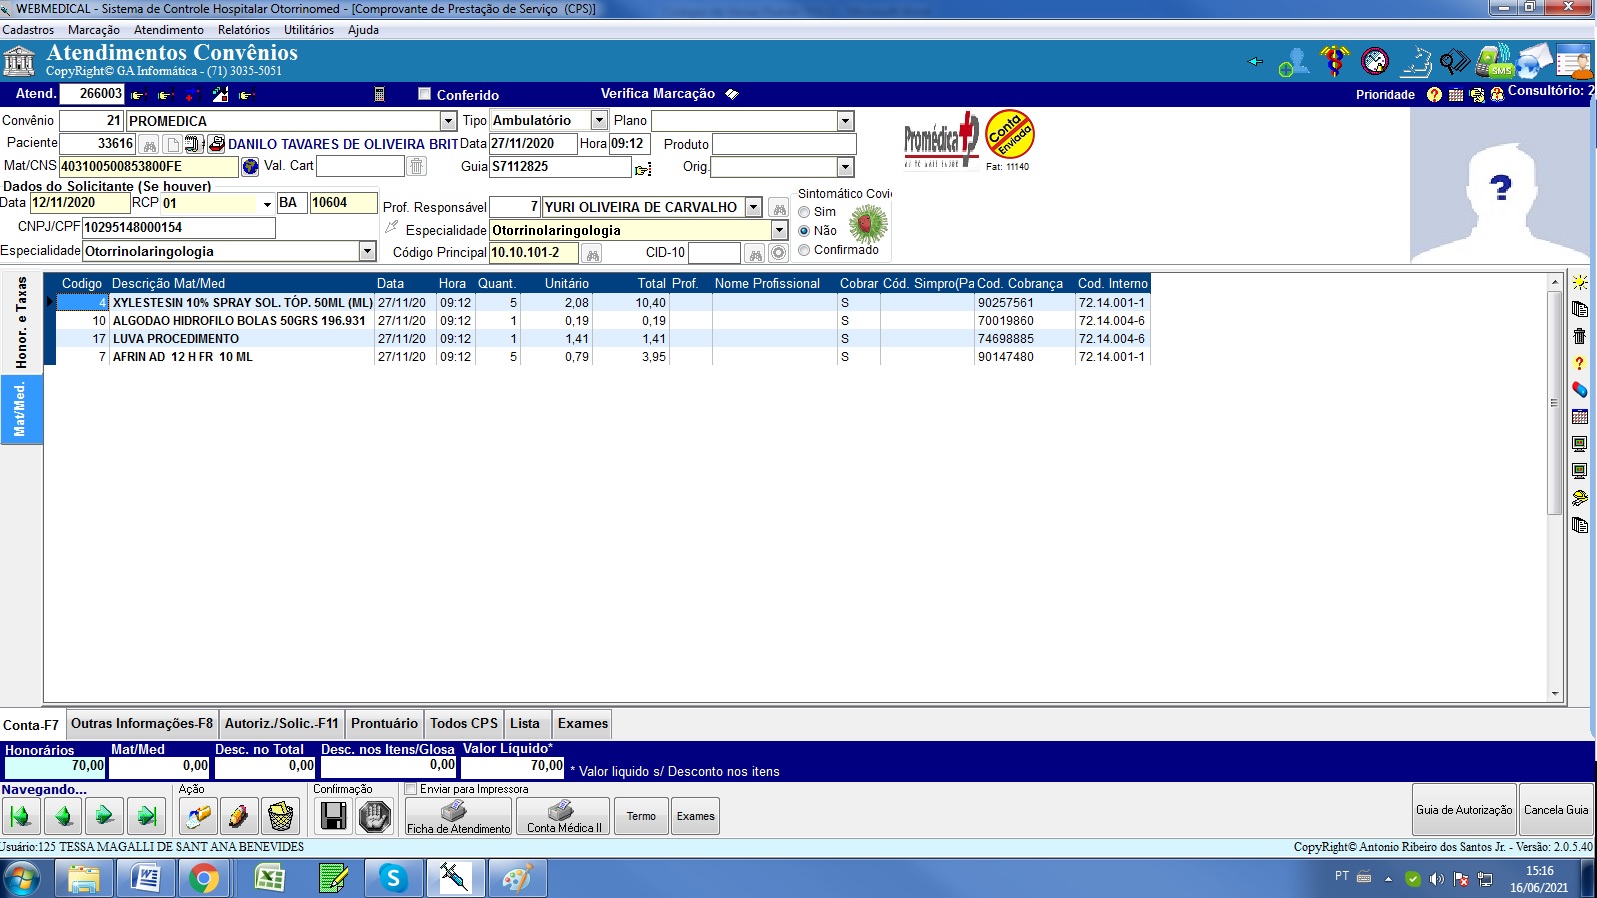 WEBMEDICAL - Sistema de Controle Hospitalar Otorrinomed - [Comprovante de Prestação de Serviço (CPS)]
Cadastros Marcação Atendimento Relatórios Utilitários Ajuda
Atendimentos Convênios
CopyRight© GA Informática - (71) 3035-5051
SMS
Atend. 266003 Conferido Verifica Marcação Prioridade Consultório: 2
Convênio 21 PROMEDICA Tipo Ambulatório Plano
Paciente 33616 DANILO TAVARES DE OLIVEIRA BRIT Data 27/11/2020 Hora 09:12 Produto
Mat/CNS 403100500853800FE Val. Cart Guia S7112825 Orig.
Promédica
Conta Enviada
Fat: 11140
Dados do Solicitante (Se houver)
Data 12/11/2020 RCP 01 BA 10604
CNPJ/CPF 10295148000154
Especialidade Otorrinolaringologia
Prof. Responsável 7 YURI OLIVEIRA DE CARVALHO
Especialidade Otorrinolaringologia
Código Principal 10.10.101-2 CID-10
Sintomático Covi
Sim
Não
Confirmado
?
Honor. e Taxas
Mat/Med.
Codigo Descrição Mat/Med Data Hora Quant. Unitário Total Prof. Nome Profissional Cobrar Cód. Simpro(Pa Cod. Cobrança Cod. Interno
4 XYLESTESIN 10% SPRAY SOL. TÓP. 50ML (ML) 27/11/20 09:12 5 2,08 10,40 S 90257561 72.14.001-1
10 ALGODAO HIDROFILO BOLAS 50GRS 196.931 27/11/20 09:12 1 0,19 0,19 S 70019860 72.14.004-6
17 LUVA PROCEDIMENTO 27/11/20 09:12 1 1,41 1,41 S 74698885 72.14.004-6
7 AFRIN AD 12 H FR 10 ML 27/11/20 09:12 5 0,79 3,95 S 90147480 72.14.001-1
Conta-F7 Outras Informações-F8 Autoriz./Solic.-F11 Prontuário Todos CPS Lista Exames
Honorários Mat/Med Desc. no Total Desc. nos Itens/Glosa Valor Líquido*
70,00 0,00 0,00 0,00 70,00 * Valor liquido s/ Desconto nos itens
Navegando... Ação Confirmação Enviar para Impressora
Ficha de Atendimento Conta Médica II Termo Exames Guia de Autorização Cancela Guia
Usuário:125 TESSA MAGALLI DE SANT ANA BENEVIDES CopyRight© Antonio Ribeiro dos Santos Jr. - Versão: 2.0.5.40
PT 15:16
16/06/2021